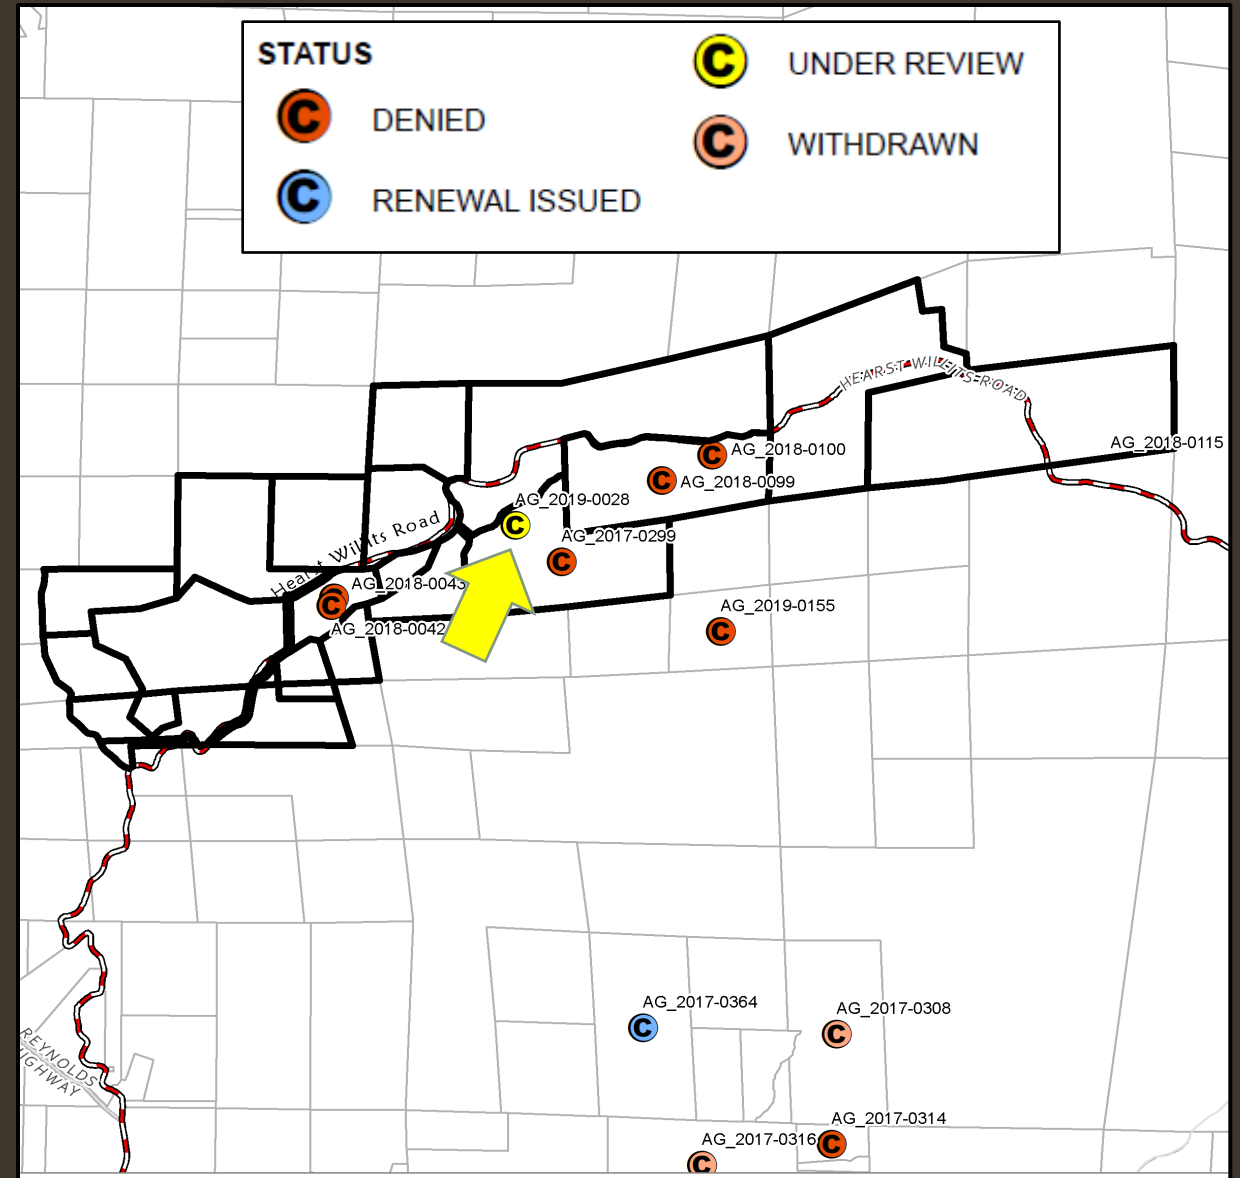 STATUS
C DENIED
C RENEWAL ISSUED
C UNDER REVIEW
C WITHDRAWN
HEARST WILLITS ROAD
AG_2018-0115
C AG_2018-0100
C AG_2018-0099
AG_2019-0028
C
AG_2017-0299
C
Hearst Willits Road
AG_2018-0043
C
AG_2018-0042
AG_2019-0155
C
AG_2017-0364
C
AG_2017-0308
C
REYNOLDS
HIGHWAY
AG_2017-0314
C
AG_2017-0316
C